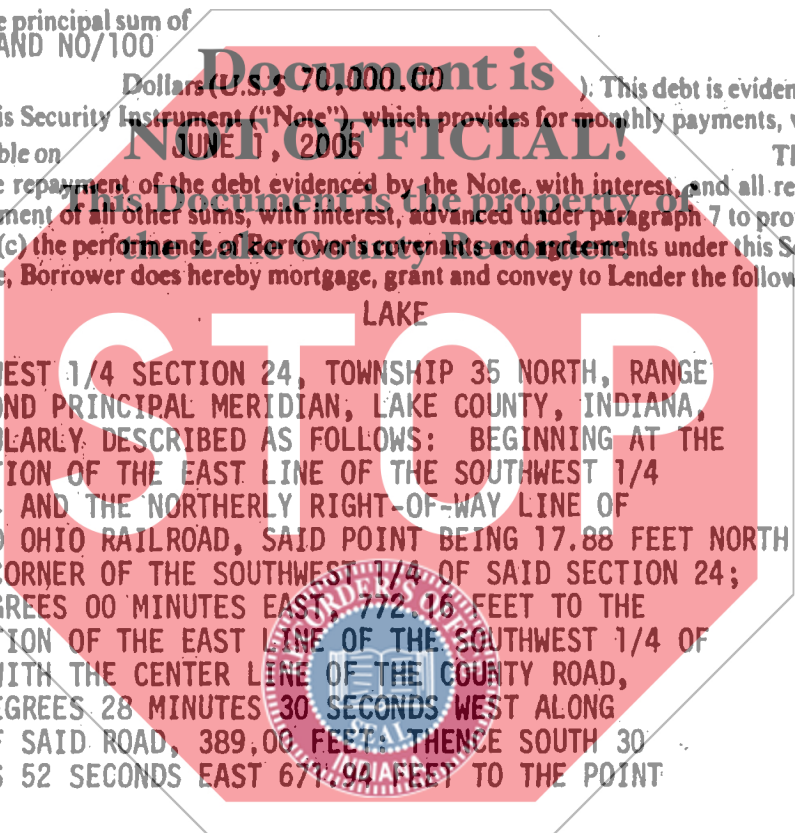 e principal sum of
AND NO/100
Document is
Dollars (U.S.$ 70,000.00 ). This debt is eviden
is Security Instrument ("Note"), which provides for monthly payments, w
NOT OFFICIAL!
ble on JUNE 1, 2005 Th
e repayment of the debt evidenced by the Note, with interest, and all re
This Document is the property of
ment of all other sums, with interest, advanced under paragraph 7 to pro
(c) the performance of Borrower's covenants and agreements under this S
the Lake County Recorder!
e, Borrower does hereby mortgage, grant and convey to Lender the follow
LAKE
STOP
WEST 1/4 SECTION 24, TOWNSHIP 35 NORTH, RANGE
OND PRINCIPAL MERIDIAN, LAKE COUNTY, INDIANA,
ULARLY DESCRIBED AS FOLLOWS: BEGINNING AT THE
TION OF THE EAST LINE OF THE SOUTHWEST 1/4
AND THE NORTHERLY RIGHT-OF-WAY LINE OF
D OHIO RAILROAD, SAID POINT BEING 17.88 FEET NORTH
CORNER OF THE SOUTHWEST 1/4 OF SAID SECTION 24;
GREES 00 MINUTES EAST, 772.16 FEET TO THE
TION OF THE EAST LINE OF THE SOUTHWEST 1/4 OF
WITH THE CENTER LINE OF THE COUNTY ROAD,
EGREES 28 MINUTES 30 SECONDS WEST ALONG
F SAID ROAD, 389.00 FEET: THENCE SOUTH 30
S 52 SECONDS EAST 671.94 FEET TO THE POINT
SEAL
INDIANA